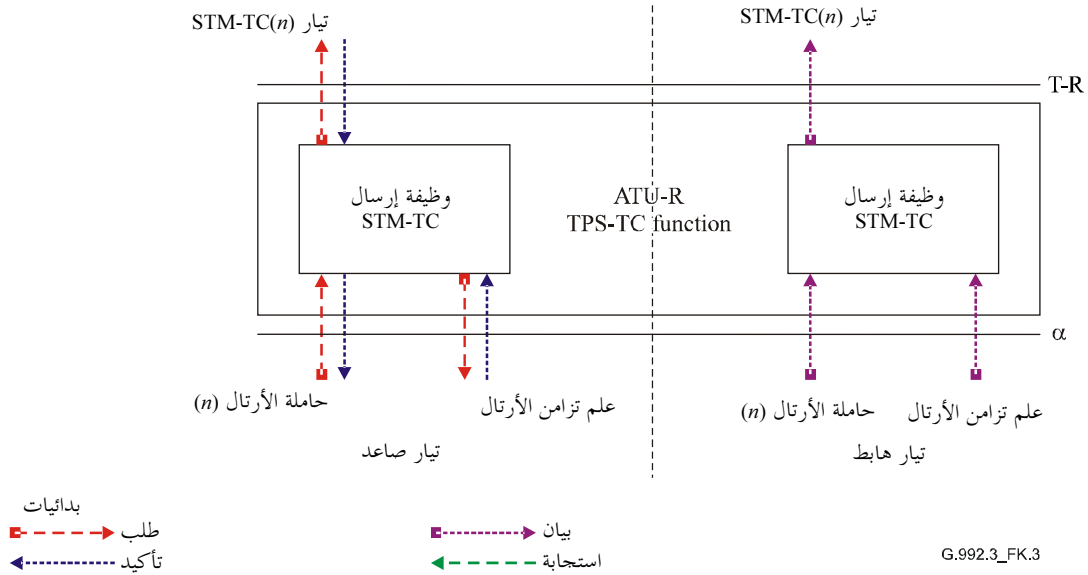 تيار STM-TC(n)
تيار STM-TC(n)
T-R
وظيفة إرسال
STM-TC
ATU-R
TPS-TC function
وظيفة إرسال
STM-TC
α
حاملة الأرتال (n)
علم تزامن الأرتال
حاملة الأرتال (n)
علم تزامن الأرتال
تيار صاعد
تيار هابط
بدائيات
طلب
بيان
تأكيد
استجابة
G.992.3_FK.3